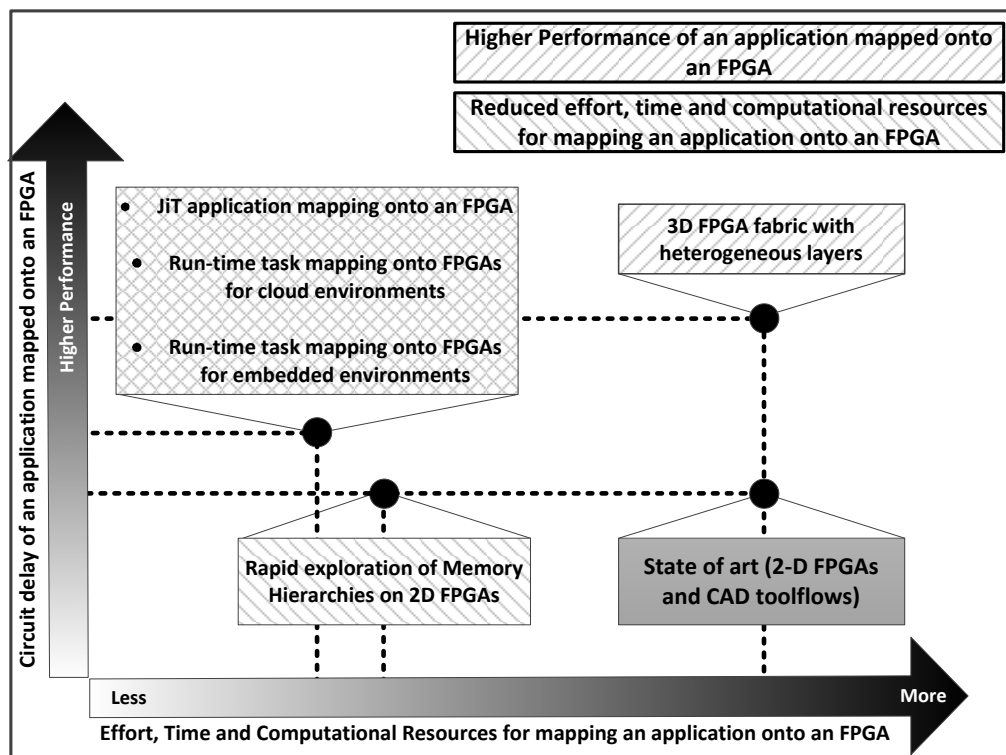 Higher Performance of an application mapped onto
an FPGA
Reduced effort, time and computational resources
for mapping an application onto an FPGA
Circuit delay of an application mapped onto an FPGA
Higher Performance
• JiT application mapping onto an FPGA
• Run-time task mapping onto FPGAs
for cloud environments
• Run-time task mapping onto FPGAs
for embedded environments
3D FPGA fabric with
heterogeneous layers
Rapid exploration of Memory
Hierarchies on 2D FPGAs
State of art (2-D FPGAs
and CAD toolflows)
Less
More
Effort, Time and Computational Resources for mapping an application onto an FPGA